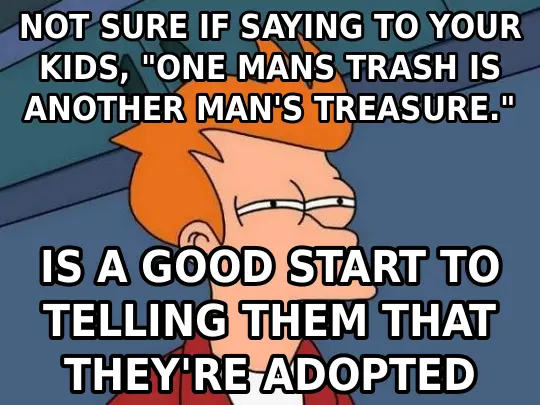 NOT SURE IF SAYING TO YOUR
KIDS, "ONE MANS TRASH IS
ANOTHER MAN'S TREASURE."
IS A GOOD START TO
TELLING THEM THAT
THEY'RE ADOPTED